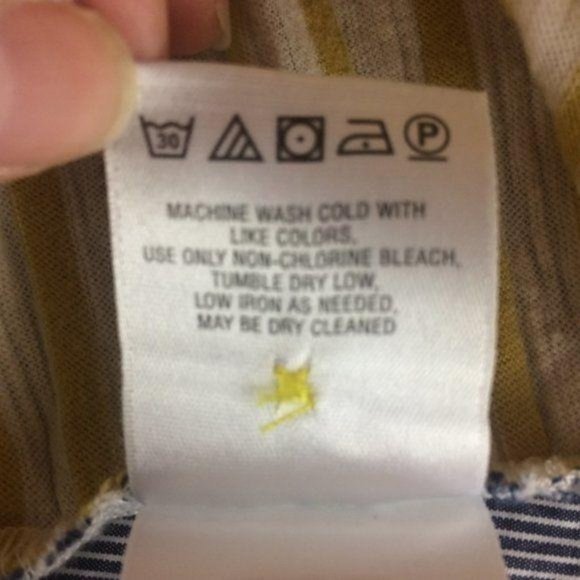 30 P
MACHINE WASH COLD WITH
LIKE COLORS,
USE ONLY NON-CHLORINE BLEACH,
TUMBLE DRY LOW,
LOW IRON AS NEEDED,
MAY BE DRY CLEANED